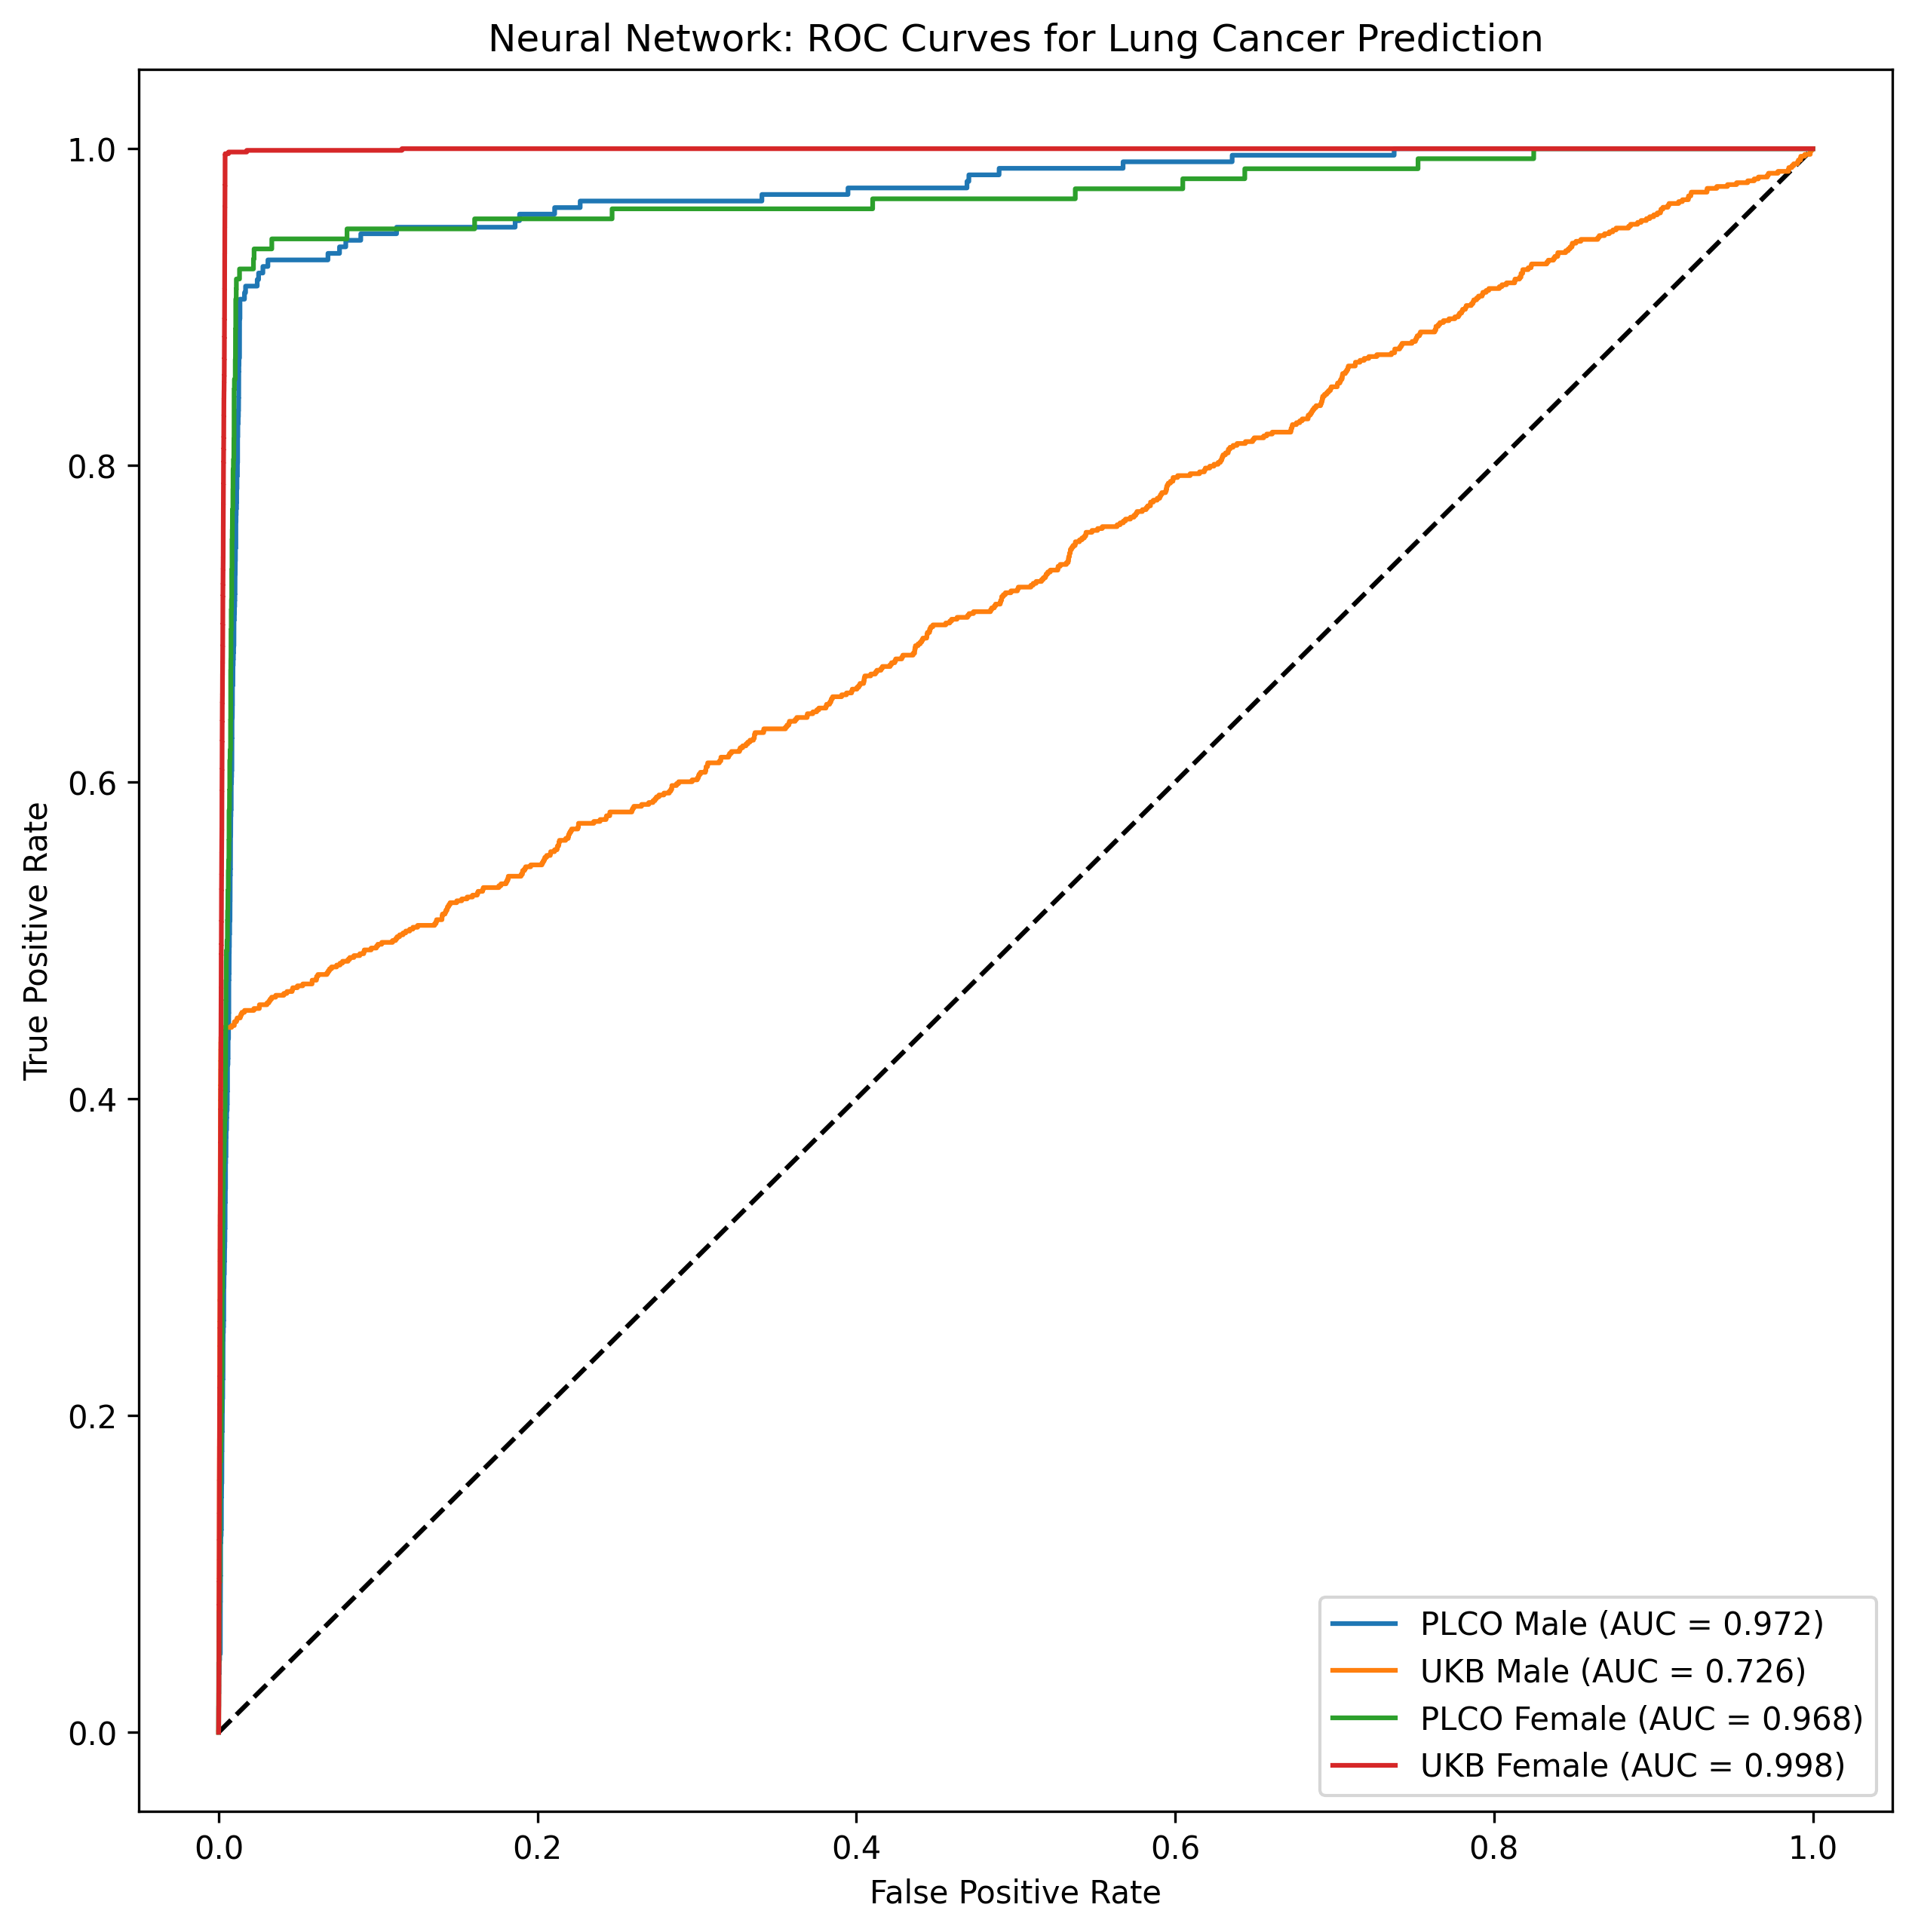 Neural Network: ROC Curves for Lung Cancer Prediction
True Positive Rate
1.0
0.8
0.6
0.4
0.2
0.0
0.0 0.2 0.4 0.6 0.8 1.0
False Positive Rate
PLCO Male (AUC = 0.972)
UKB Male (AUC = 0.726)
PLCO Female (AUC = 0.968)
UKB Female (AUC = 0.998)